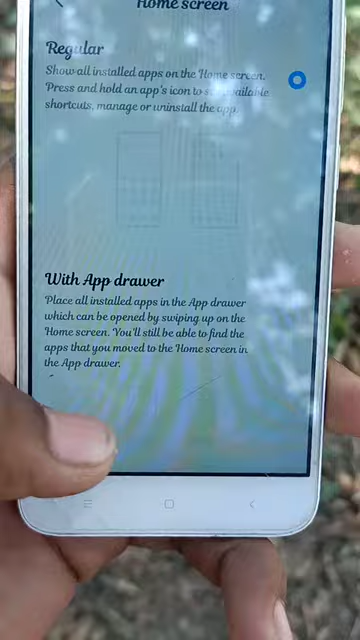 Home screen
Regular
Show all installed apps on the Home screen.
Press and hold an app's icon to see available
shortcuts, manage or uninstall the app.
With App drawer
Place all installed apps in the App drawer
which can be opened by swiping up on the
Home screen. You'll still be able to find the
apps that you moved to the Home screen in
the App drawer.